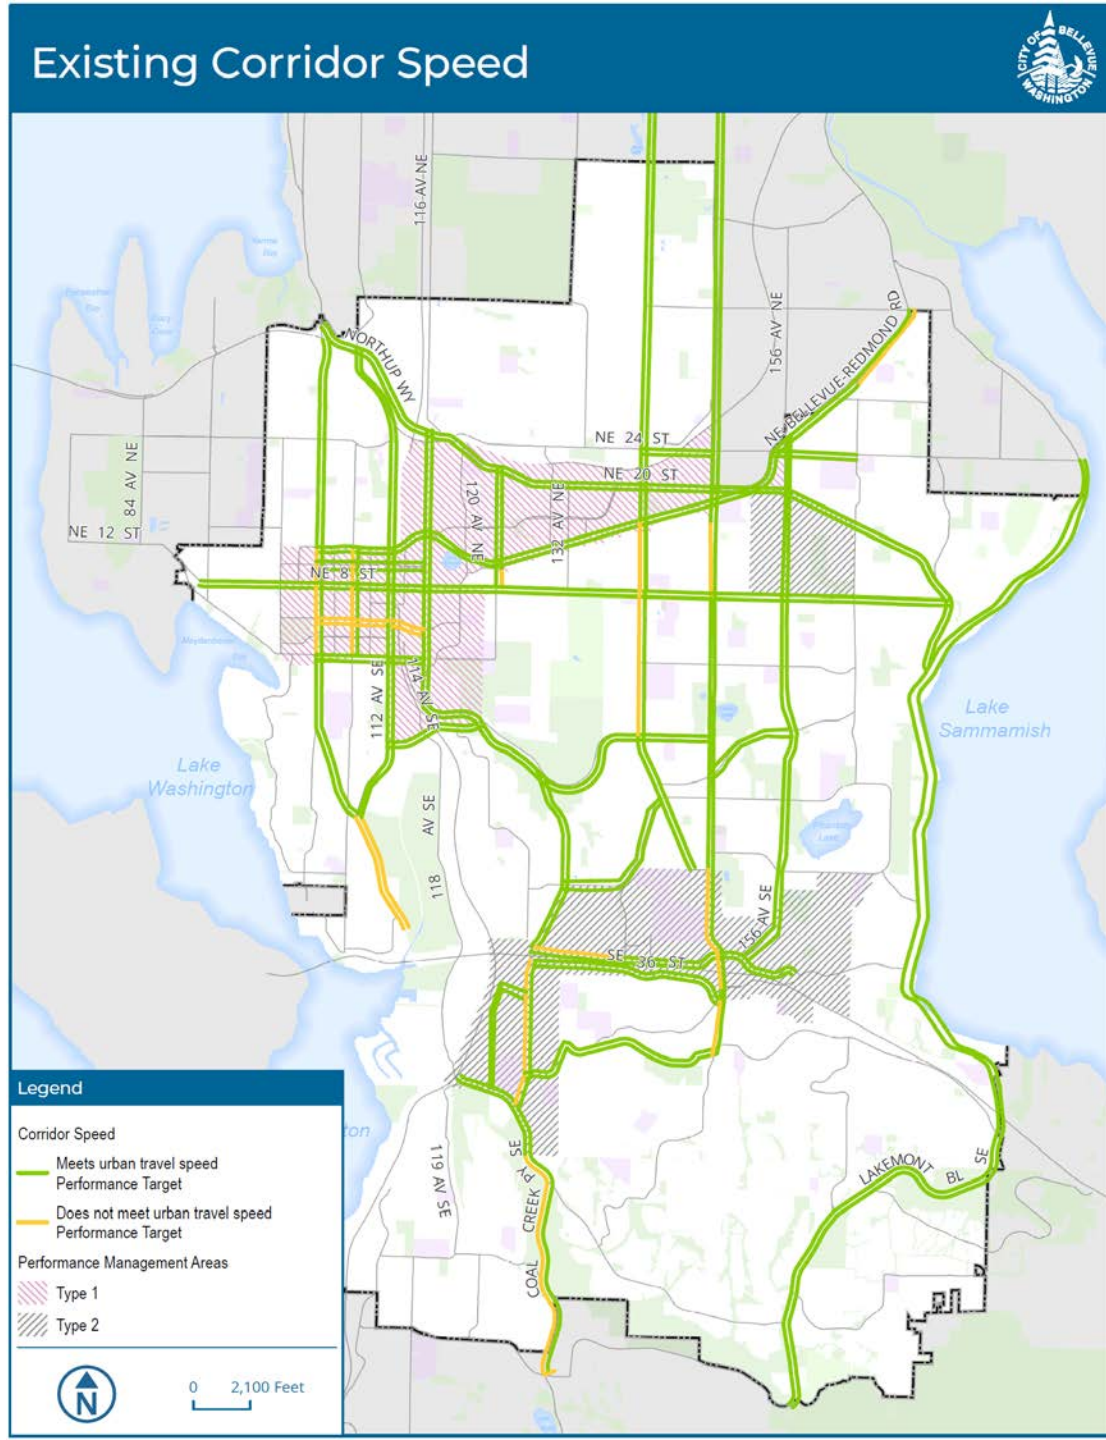 Existing Corridor Speed
CITY OF BELLEVUE
WASHINGTON
116 AV NE
156 AV NE
NORTHUP WY
NE BELLEVUE-REDMOND RD
NE 24 ST
NE 20 ST
84 AV NE
120 AV NE
132 AV NE
NE 12 ST
NE 8 ST
112 AV SE
114 AV SE
Lake
Sammamish
Lake
Washington
118 AV SE
Phantom
Lake
156 AV SE
SE 36 ST
ton
119 AV SE
COAL CREEK PY SE
LAKEMONT BL SE
Legend
Corridor Speed
Meets urban travel speed
Performance Target
Does not meet urban travel speed
Performance Target
Performance Management Areas
Type 1
Type 2
N
0 2,100 Feet